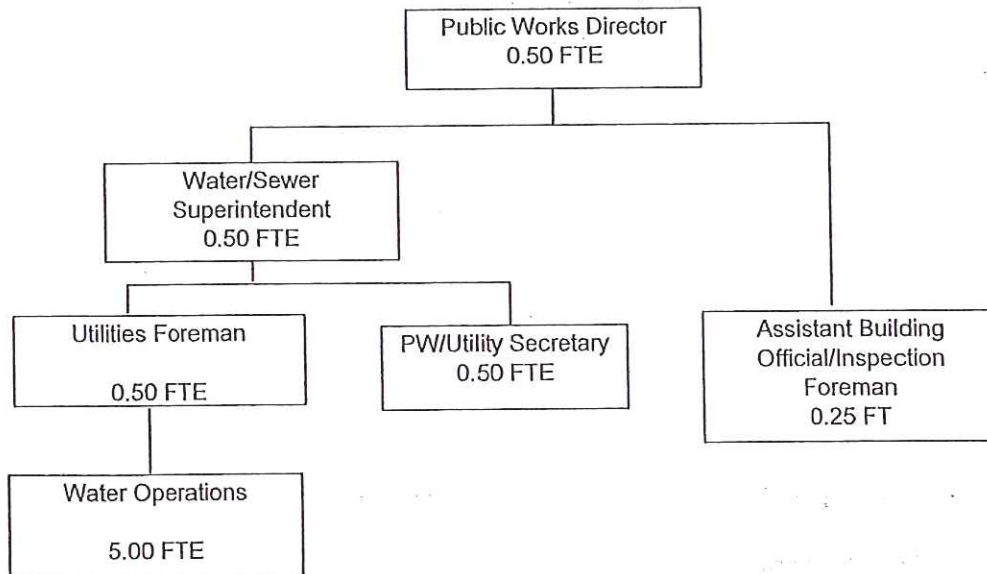 Public Works Director
0.50 FTE
Water/Sewer
Superintendent
0.50 FTE
Utilities Foreman
0.50 FTE
PW/Utility Secretary
0.50 FTE
Assistant Building
Official/Inspection
Foreman
0.25 FT
Water Operations
5.00 FTE